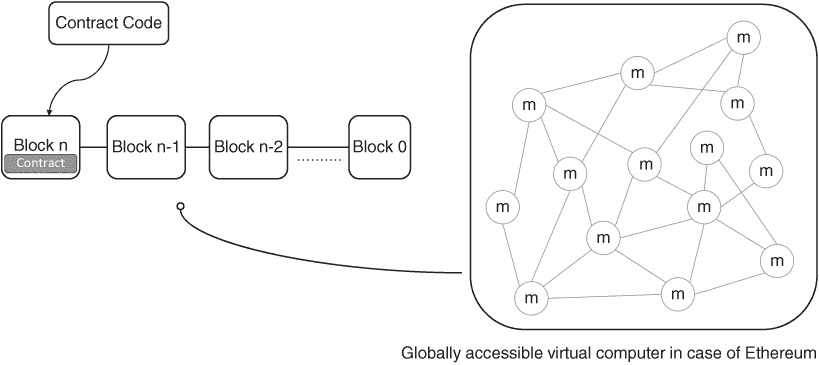 Contract Code
Block n
Contract
Block n-1
Block n-2
Block 0
m
m
m
m
m
m
m
m
m
m
m
m
m
m
Globally accessible virtual computer in case of Ethereum